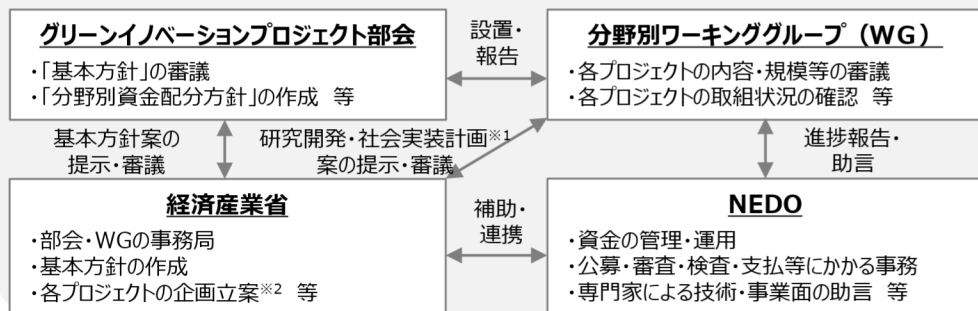 グリーンイノベーションプロジェクト部会
・「基本方針」の審議
・「分野別資金配分方針」の作成 等
設置・
報告
分野別ワーキンググループ（WG）
・各プロジェクトの内容・規模等の審議
・各プロジェクトの取組状況の確認 等
基本方針案の
提示・審議
研究開発・社会実装計画※1
案の提示・審議
進捗報告・
助言
経済産業省
・部会・WGの事務局
・基本方針の作成
・各プロジェクトの企画立案※2 等
補助・
連携
NEDO
・資金の管理・運用
・公募・審査・検査・支払等にかかる事務
・専門家による技術・事業面の助言 等